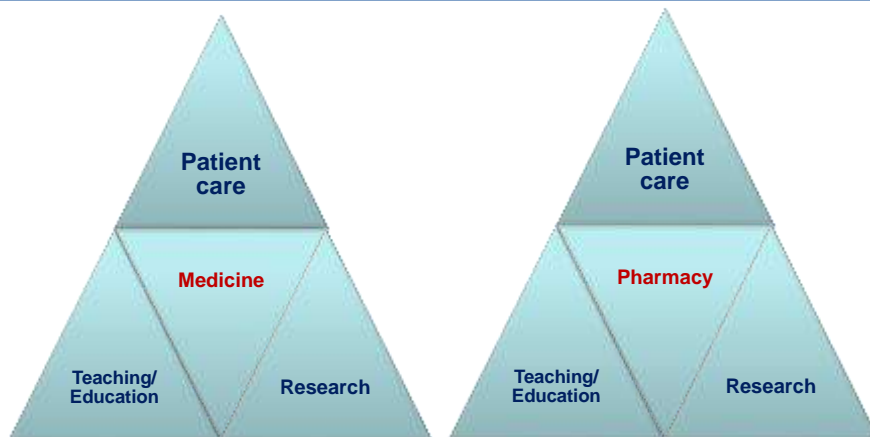 Patient
care
Medicine
Teaching/
Education
Research
Patient
care
Pharmacy
Teaching/
Education
Research